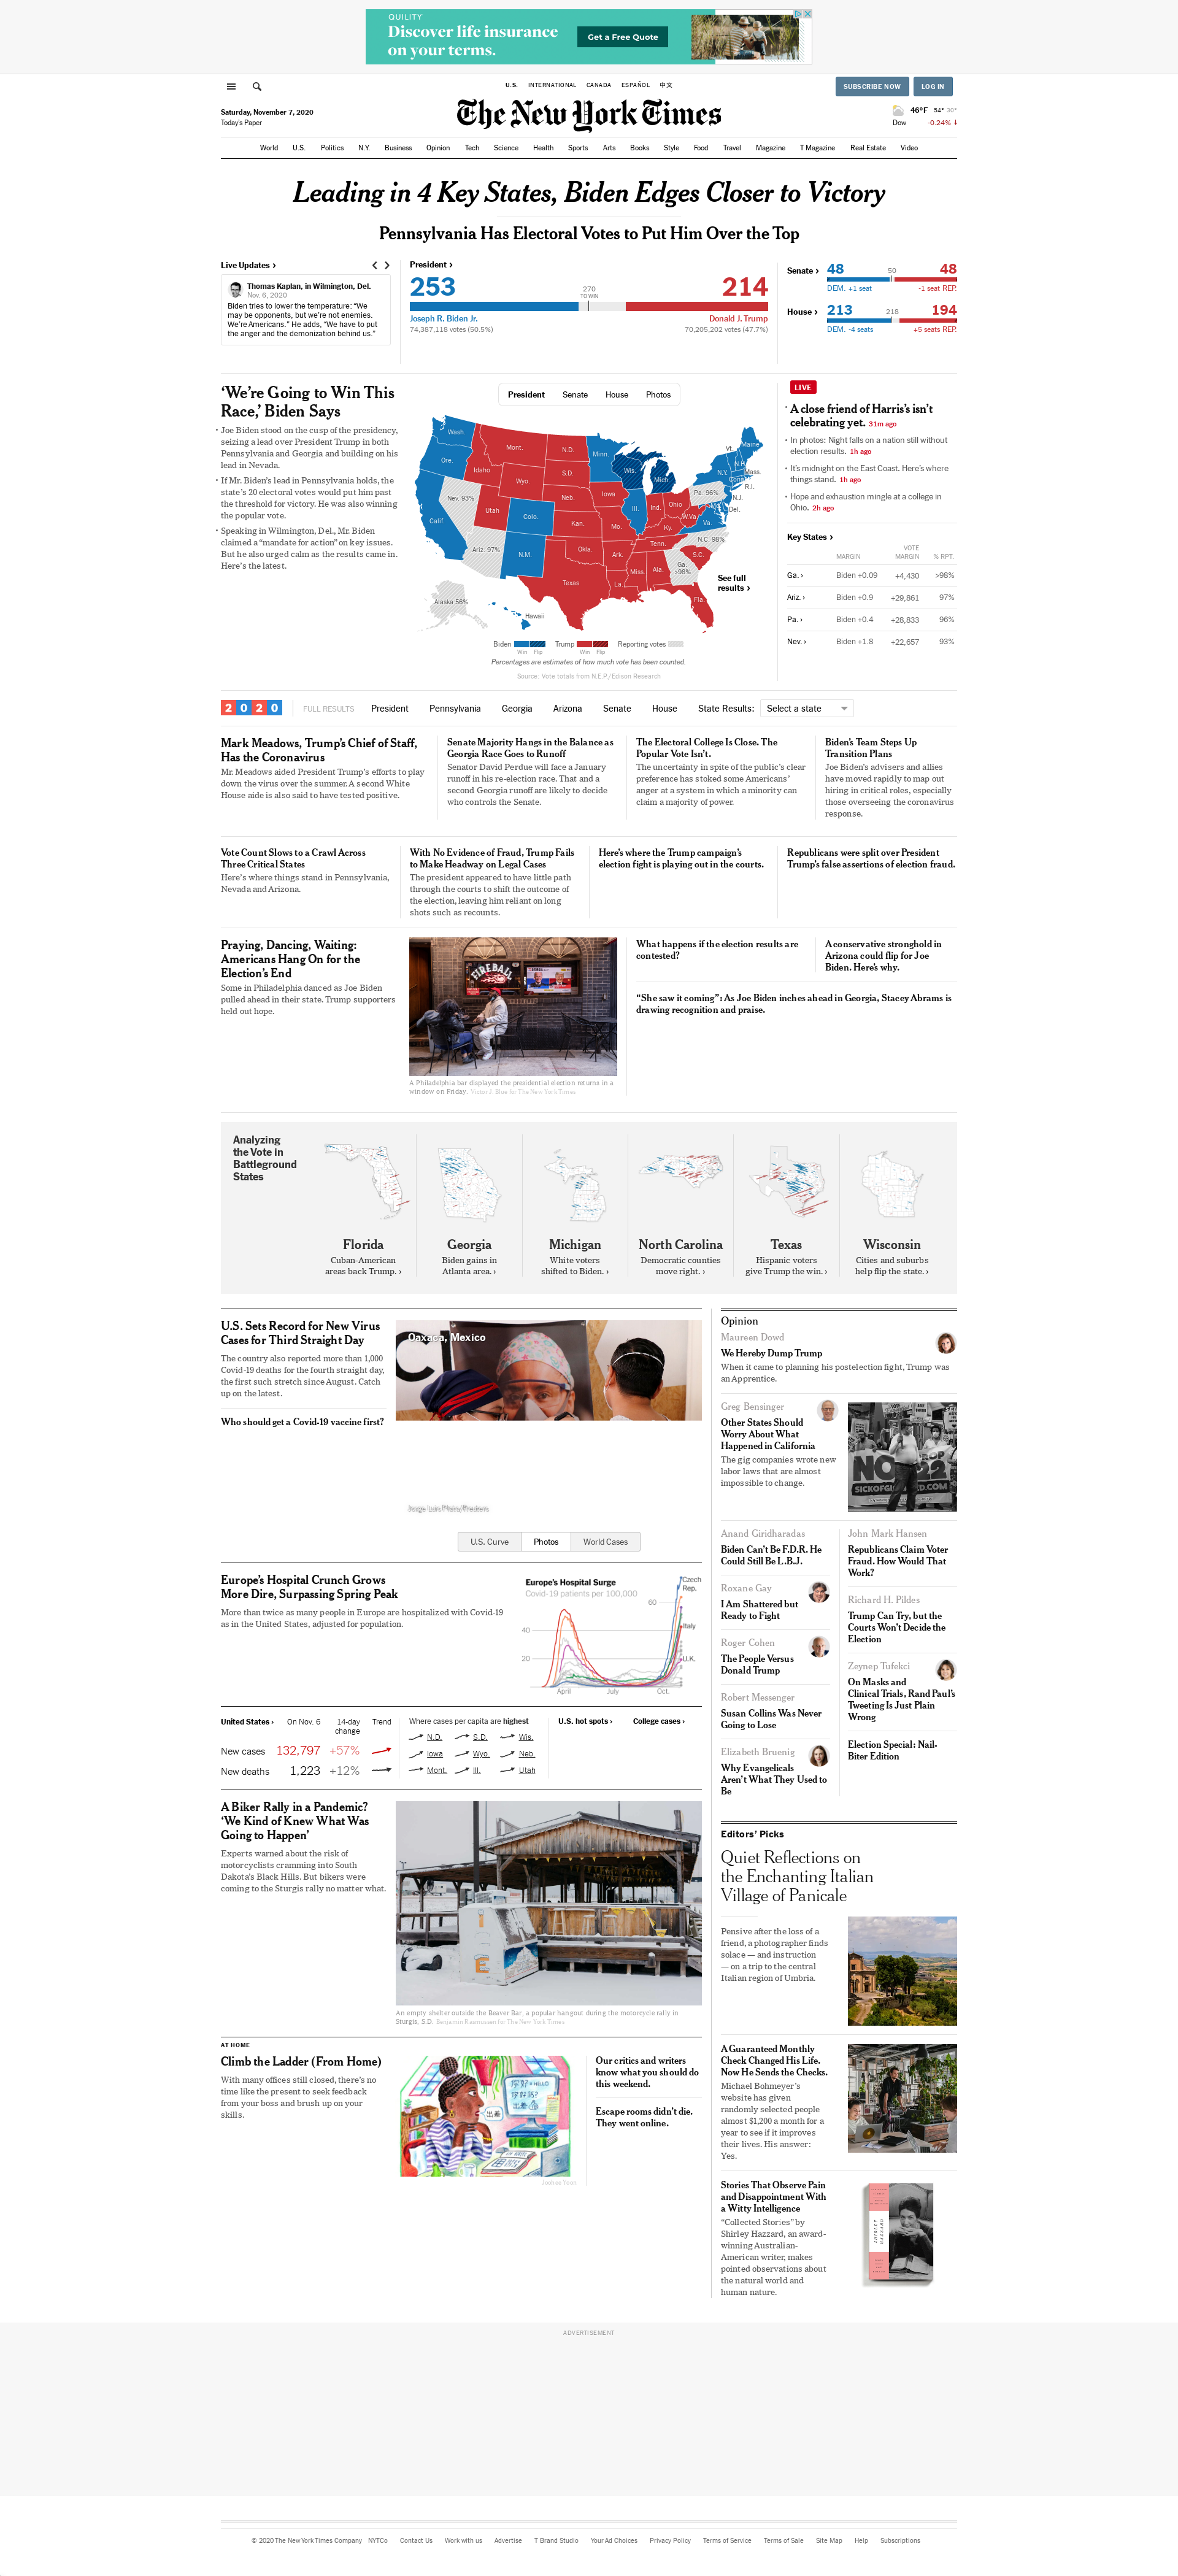 QUILITY
Discover life insurance
on your terms.
Get a Free Quote
U.S.
INTERNATIONAL
CANADA
ESPAÑOL
中文
SUBSCRIBE NOW
LOG IN
Saturday, November 7, 2020
Today's Paper
The New York Times
46°F 54° 30°
Dow -0.24%
World
U.S.
Politics
N.Y.
Business
Opinion
Tech
Science
Health
Sports
Arts
Books
Style
Food
Travel
Magazine
T Magazine
Real Estate
Video
Leading in 4 Key States, Biden Edges Closer to Victory
Pennsylvania Has Electoral Votes to Put Him Over the Top
Live Updates ›
Thomas Kaplan, in Wilmington, Del.
Nov. 6, 2020
Biden tries to lower the temperature: “We
may be opponents, but we're not enemies.
We're Americans.” He adds, “We have to put
the anger and the demonization behind us.”
President ›
253
270
TO WIN
214
Joseph R. Biden Jr.
Donald J. Trump
74,387,118 votes (50.5%)
70,205,202 votes (47.7%)
Senate ›
48
50
48
DEM. +1 seat
-1 seat REP.
House ›
213
218
194
DEM. -4 seats
+5 seats REP.
‘We’re Going to Win This
Race,’ Biden Says
Joe Biden stood on the cusp of the presidency,
seizing a lead over President Trump in both
Pennsylvania and Georgia and building on his
lead in Nevada.
If Mr. Biden’s lead in Pennsylvania holds, the
state’s 20 electoral votes would put him past
the threshold for victory. He was also winning
the popular vote.
Speaking in Wilmington, Del., Mr. Biden
claimed a “mandate for action” on key issues.
But he also urged calm as the results came in.
Here’s the latest.
President
Senate
House
Photos
Wash.
Ore.
Calif.
Nev. 93%
Idaho
Mont.
Wyo.
Utah
Ariz. 97%
Colo.
N.M.
N.D.
S.D.
Neb.
Kan.
Okla.
Texas
Minn.
Iowa
Mo.
Ark.
La.
Wis.
Ill.
Mich.
Ind.
Ohio
Ky.
Tenn.
Miss.
Ala.
Ga.
>98%
Fla.
S.C.
N.C. 98%
Va.
W.Va.
Pa. 96%
N.Y.
Vt.
N.H.
Maine
Mass.
Conn.
R.I.
N.J.
Del.
Alaska 56%
Hawaii
See full
results ›
Biden
Win
Flip
Trump
Win
Flip
Reporting votes
Percentages are estimates of how much vote has been counted.
Source: Vote totals from N.E.P./Edison Research
LIVE
A close friend of Harris’s isn’t
celebrating yet. 31m ago
In photos: Night falls on a nation still without
election results. 1h ago
It’s midnight on the East Coast. Here’s where
things stand. 1h ago
Hope and exhaustion mingle at a college in
Ohio. 2h ago
Key States ›
MARGIN
VOTE
MARGIN
% RPT.
Ga. › Biden +0.09 +4,430 >98%
Ariz. › Biden +0.9 +29,861 97%
Pa. › Biden +0.4 +28,833 96%
Nev. › Biden +1.8 +22,657 93%
2020
FULL RESULTS
President
Pennsylvania
Georgia
Arizona
Senate
House
State Results:
Select a state
Mark Meadows, Trump’s Chief of Staff,
Has the Coronavirus
Mr. Meadows aided President Trump’s efforts to play
down the virus over the summer. A second White
House aide is also said to have tested positive.
Senate Majority Hangs in the Balance as
Georgia Race Goes to Runoff
Senator David Perdue will face a January
runoff in his re-election race. That and a
second Georgia runoff are likely to decide
who controls the Senate.
The Electoral College Is Close. The
Popular Vote Isn’t.
The uncertainty in spite of the public’s clear
preference has stoked some Americans’
anger at a system in which a minority can
claim a majority of power.
Biden’s Team Steps Up
Transition Plans
Joe Biden’s advisers and allies
have moved rapidly to map out
hiring in critical roles, especially
those overseeing the coronavirus
response.
Vote Count Slows to a Crawl Across
Three Critical States
Here’s where things stand in Pennsylvania,
Nevada and Arizona.
With No Evidence of Fraud, Trump Fails
to Make Headway on Legal Cases
The president appeared to have little path
through the courts to shift the outcome of
the election, leaving him reliant on long
shots such as recounts.
Here’s where the Trump campaign’s
election fight is playing out in the courts.
Republicans were split over President
Trump’s false assertions of election fraud.
Praying, Dancing, Waiting:
Americans Hang On for the
Election’s End
Some in Philadelphia danced as Joe Biden
pulled ahead in their state. Trump supporters
held out hope.
FIREBALL
A Philadelphia bar displayed the presidential election returns in a
window on Friday. Victor J. Blue for The New York Times
What happens if the election results are
contested?
A conservative stronghold in
Arizona could flip for Joe
Biden. Here’s why.
“She saw it coming”: As Joe Biden inches ahead in Georgia, Stacey Abrams is
drawing recognition and praise.
Analyzing
the Vote in
Battleground
States
Florida
Cuban-American
areas back Trump. ›
Georgia
Biden gains in
Atlanta area. ›
Michigan
White voters
shifted to Biden. ›
North Carolina
Democratic counties
move right. ›
Texas
Hispanic voters
give Trump the win. ›
Wisconsin
Cities and suburbs
help flip the state. ›
U.S. Sets Record for New Virus
Cases for Third Straight Day
The country also reported more than 1,000
Covid-19 deaths for the fourth straight day,
the first such stretch since August. Catch
up on the latest.
Who should get a Covid-19 vaccine first?
Oaxaca, Mexico
Jorge Luis Plata/Reuters
U.S. Curve
Photos
World Cases
Europe’s Hospital Crunch Grows
More Dire, Surpassing Spring Peak
More than twice as many people in Europe are hospitalized with Covid-19
as in the United States, adjusted for population.
Europe’s Hospital Surge
Covid-19 patients per 100,000
60
40
20
Czech
Rep.
Italy
U.K.
April
July
Oct.
United States ›
On Nov. 6
14-day
change
Trend
New cases 132,797 +57%
New deaths 1,223 +12%
Where cases per capita are highest
N.D.
S.D.
Wis.
Iowa
Wyo.
Neb.
Mont.
Ill.
Utah
U.S. hot spots ›
College cases ›
A Biker Rally in a Pandemic?
‘We Kind of Knew What Was
Going to Happen’
Experts warned about the risk of
motorcyclists cramming into South
Dakota’s Black Hills. But bikers were
coming to the Sturgis rally no matter what.
An empty shelter outside the Beaver Bar, a popular hangout during the motorcycle rally in
Sturgis, S.D. Benjamin Rasmussen for The New York Times
AT HOME
Climb the Ladder (From Home)
With many offices still closed, there’s no
time like the present to seek feedback
from your boss and brush up on your
skills.
Our critics and writers
know what you should do
this weekend.
Escape rooms didn’t die.
They went online.
Opinion
Maureen Dowd
We Hereby Dump Trump
When it came to planning his postelection fight, Trump was
an Apprentice.
Greg Bensinger
Other States Should
Worry About What
Happened in California
The gig companies wrote new
labor laws that are almost
impossible to change.
NO 22
Anand Giridharadas
Biden Can’t Be F.D.R. He
Could Still Be L.B.J.
Roxane Gay
I Am Shattered but
Ready to Fight
Roger Cohen
The People Versus
Donald Trump
Robert Messenger
Susan Collins Was Never
Going to Lose
Elizabeth Bruenig
Why Evangelicals
Aren’t What They Used to
Be
John Mark Hansen
Republicans Claim Voter
Fraud. How Would That
Work?
Richard H. Pildes
Trump Can Try, but the
Courts Won’t Decide the
Election
Zeynep Tufekci
On Masks and
Clinical Trials, Rand Paul’s
Tweeting Is Just Plain
Wrong
Election Special: Nail-
Biter Edition
Editors’ Picks
Quiet Reflections on
the Enchanting Italian
Village of Panicale
Pensive after the loss of a
friend, a photographer finds
solace — and instruction
— on a trip to the central
Italian region of Umbria.
A Guaranteed Monthly
Check Changed His Life.
Now He Sends the Checks.
Michael Bohmeyer’s
website has given
randomly selected people
almost $1,200 a month for a
year to see if it improves
their lives. His answer:
Yes.
Stories That Observe Pain
and Disappointment With
a Witty Intelligence
“Collected Stories” by
Shirley Hazzard, an award-
winning Australian-
American writer, makes
pointed observations about
the natural world and
human nature.
ADVERTISEMENT
© 2020 The New York Times Company
NYTCo
Contact Us
Work with us
Advertise
T Brand Studio
Your Ad Choices
Privacy Policy
Terms of Service
Terms of Sale
Site Map
Help
Subscriptions